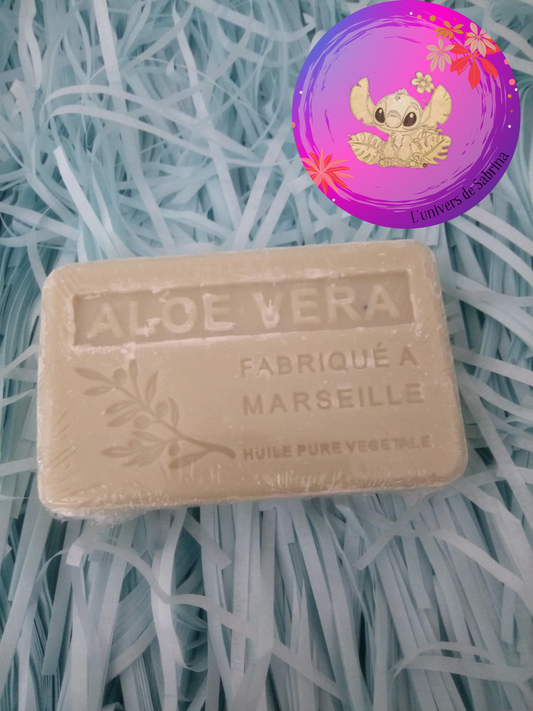 L'univers de Sabrina
ALOE VERA
FABRIQUÉ A
MARSEILLE
HUILE PURE VEGETALE